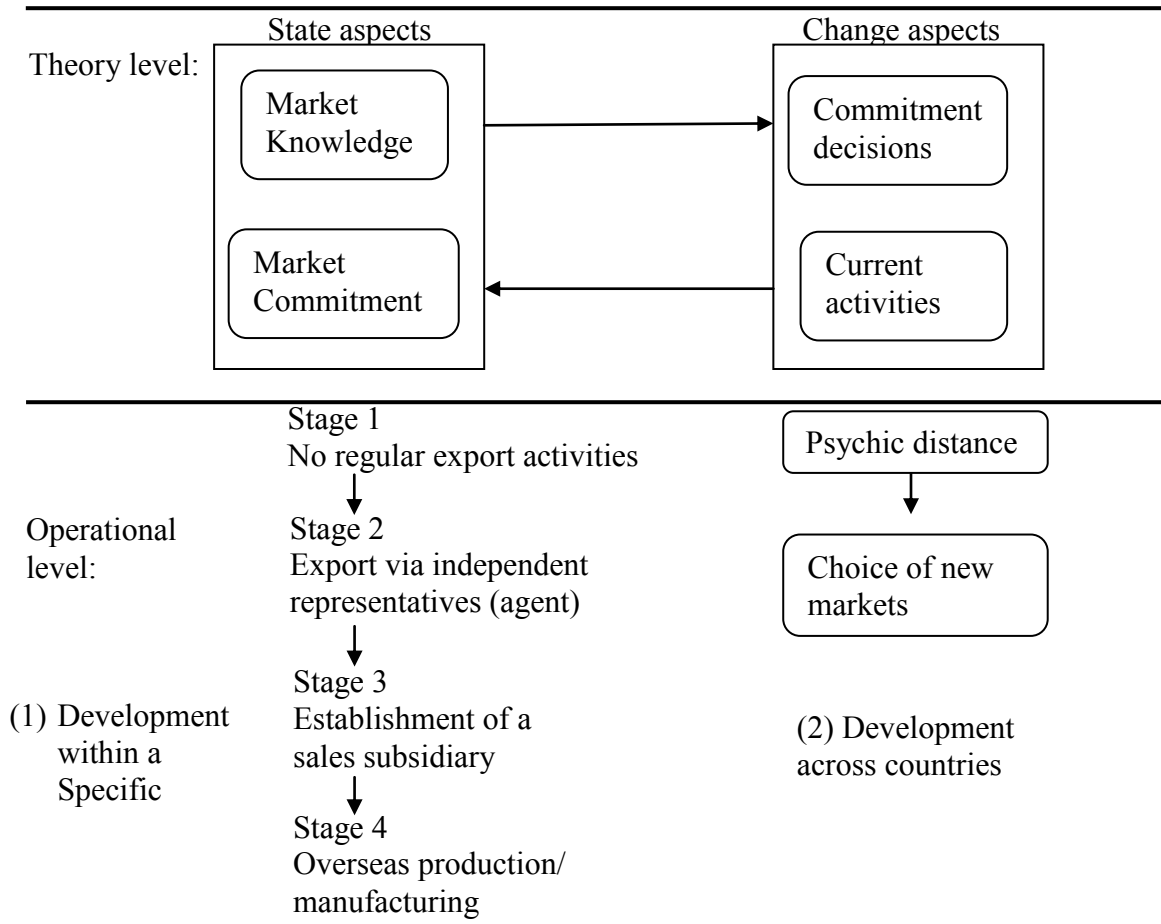 State aspects
Change aspects
Theory level:
Market
Knowledge
Commitment
decisions
Market
Commitment
Current
activities
Stage 1
No regular export activities
Psychic distance
Operational
level:
Stage 2
Export via independent
representatives (agent)
Choice of new
markets
(1) Development
within a
Specific
Stage 3
Establishment of a
sales subsidiary
(2) Development
across countries
Stage 4
Overseas production/
manufacturing